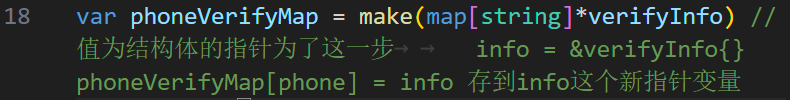 18 var phoneVerifyMap = make(map[string]*verifyInfo) //
值为结构体的指针为了这一步→ → info = &verifyInfo{}
phoneVerifyMap[phone] = info 存到info这个新指针变量